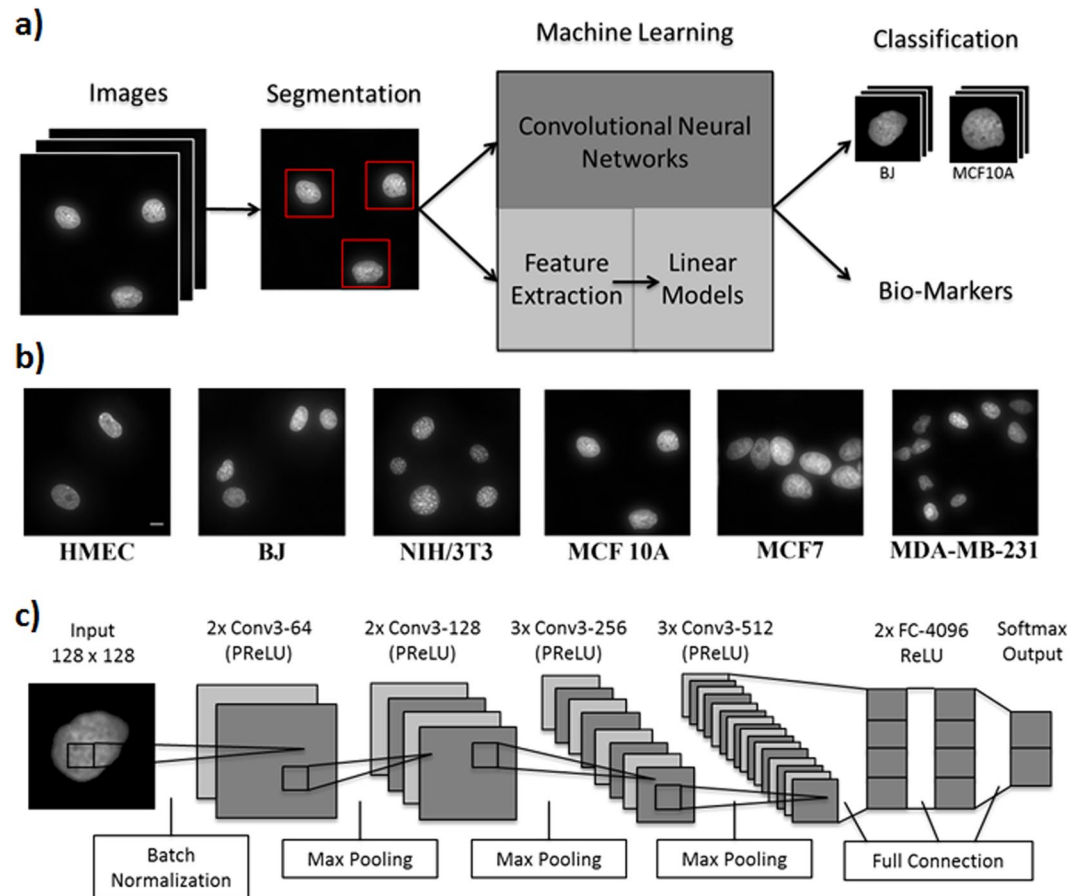 a)
Images
Segmentation
Machine Learning
Classification
Convolutional Neural
Networks
Feature
Extraction
Linear
Models
BJ
MCF10A
Bio-Markers
b)
HMEC
BJ
NIH/3T3
MCF 10A
MCF7
MDA-MB-231
c)
Input
128 x 128
2x Conv3-64
(PReLU)
2x Conv3-128
(PReLU)
3x Conv3-256
(PReLU)
3x Conv3-512
(PReLU)
2x FC-4096
ReLU
Softmax
Output
Batch
Normalization
Max Pooling
Max Pooling
Max Pooling
Full Connection